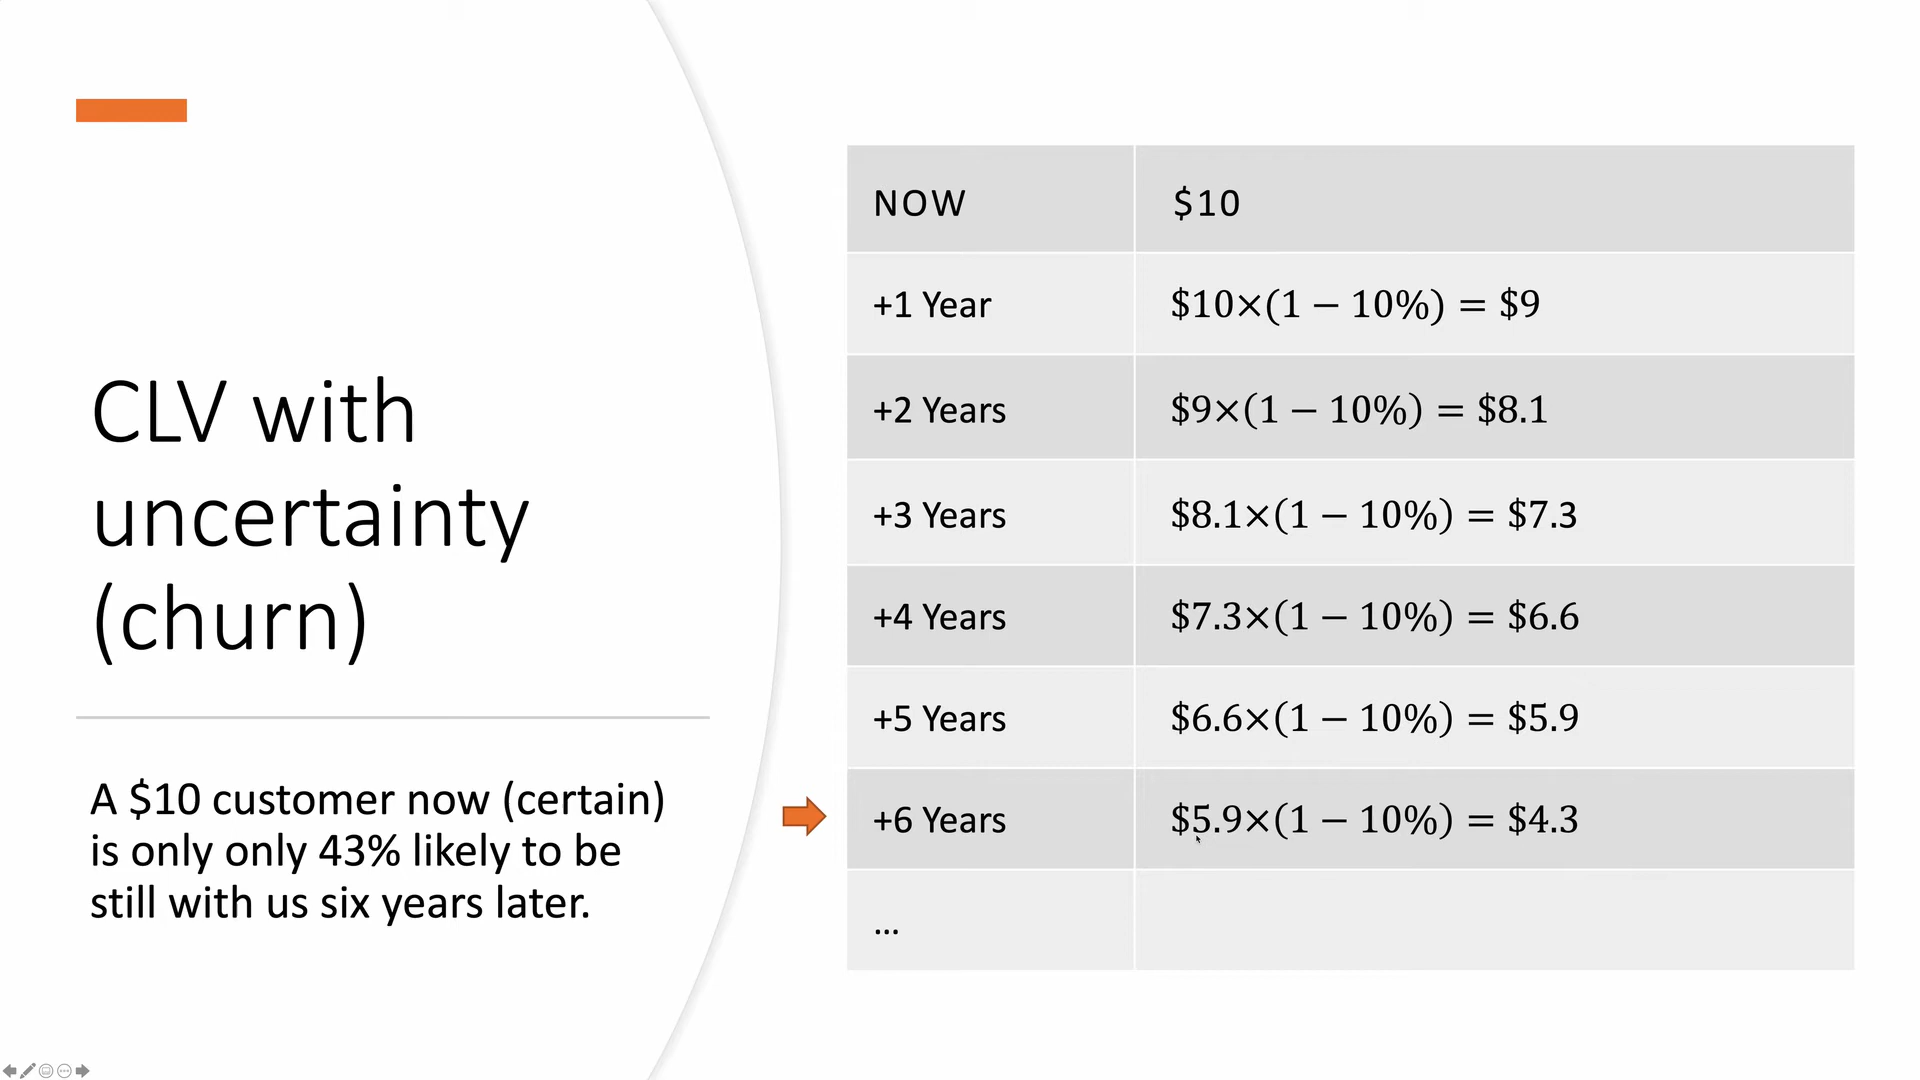 CLV with
uncertainty
(churn)
A $10 customer now (certain)
is only only 43% likely to be
still with us six years later.
NOW $10
+1 Year $10×(1 − 10%) = $9
+2 Years $9×(1 − 10%) = $8.1
+3 Years $8.1×(1 − 10%) = $7.3
+4 Years $7.3×(1 − 10%) = $6.6
+5 Years $6.6×(1 − 10%) = $5.9
+6 Years $5.9×(1 − 10%) = $4.3
...